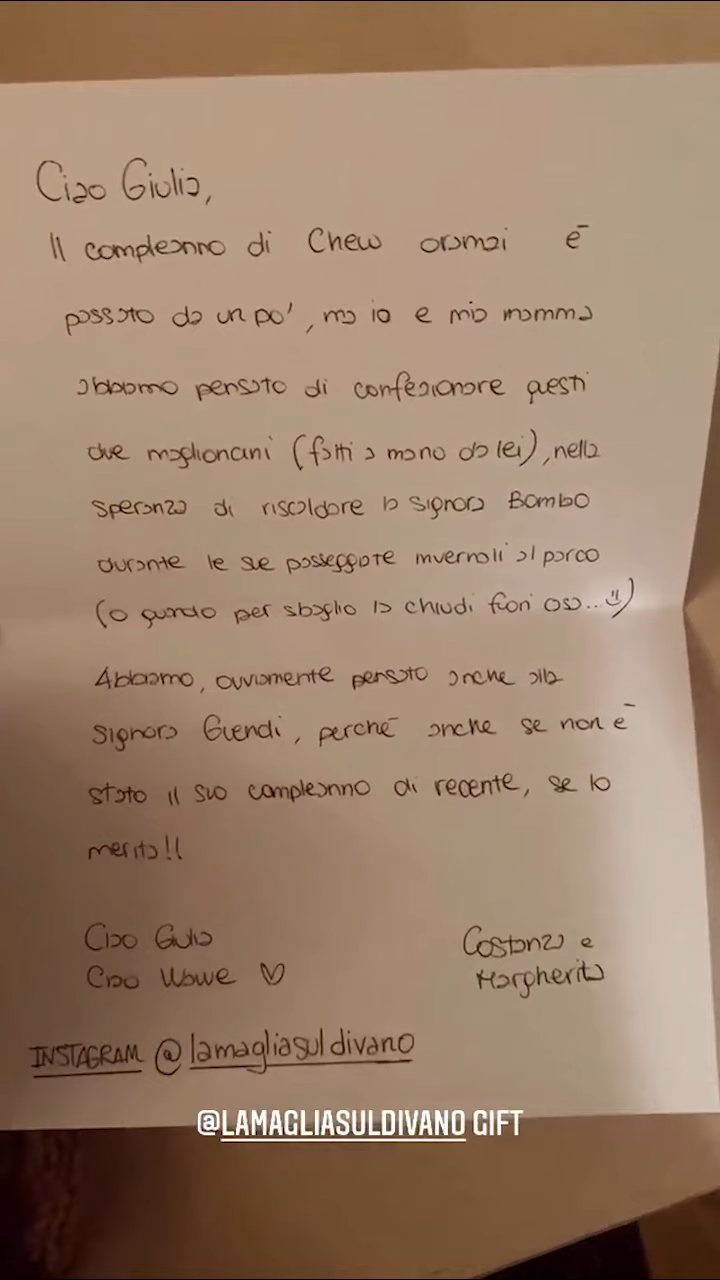 Ciao Giulia,
Il compleanno di Chew oramai è
passato da un po', ma io e mia mamma
abbiamo pensato di confezionare questi
due maglioncini (fatti a mano da lei), nella
speranza di riscaldare la signora BOMBO
durante le sue passeggiate invernali al parco
(o quando per sbaglio la chiudi fuori casa...)
Abbiamo, ovviamente pensato anche alla
signora Guendi, perché anche se non è
stato il suo compleanno di recente, se lo
merita!!
Ciao Giulia
Ciao Wowe ♡
Costanza e
Margherita
INSTAGRAM @lamagliasuldivano
@LAMAGLIASULDIVANO GIFT